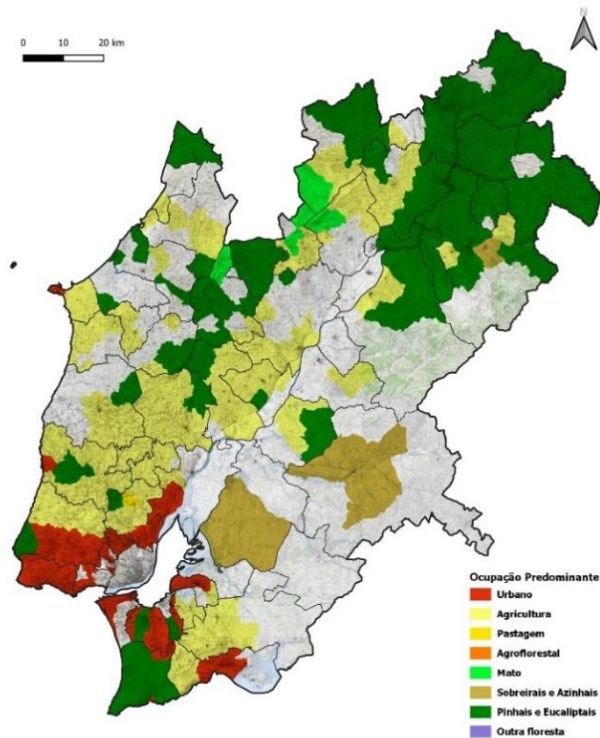 0 10 20 km
N
Ocupação Predominante
Urbano
Agricultura
Pastagem
Agroflorestal
Mato
Sobreirais e Azinhais
Pinhais e Eucaliptais
Outra floresta